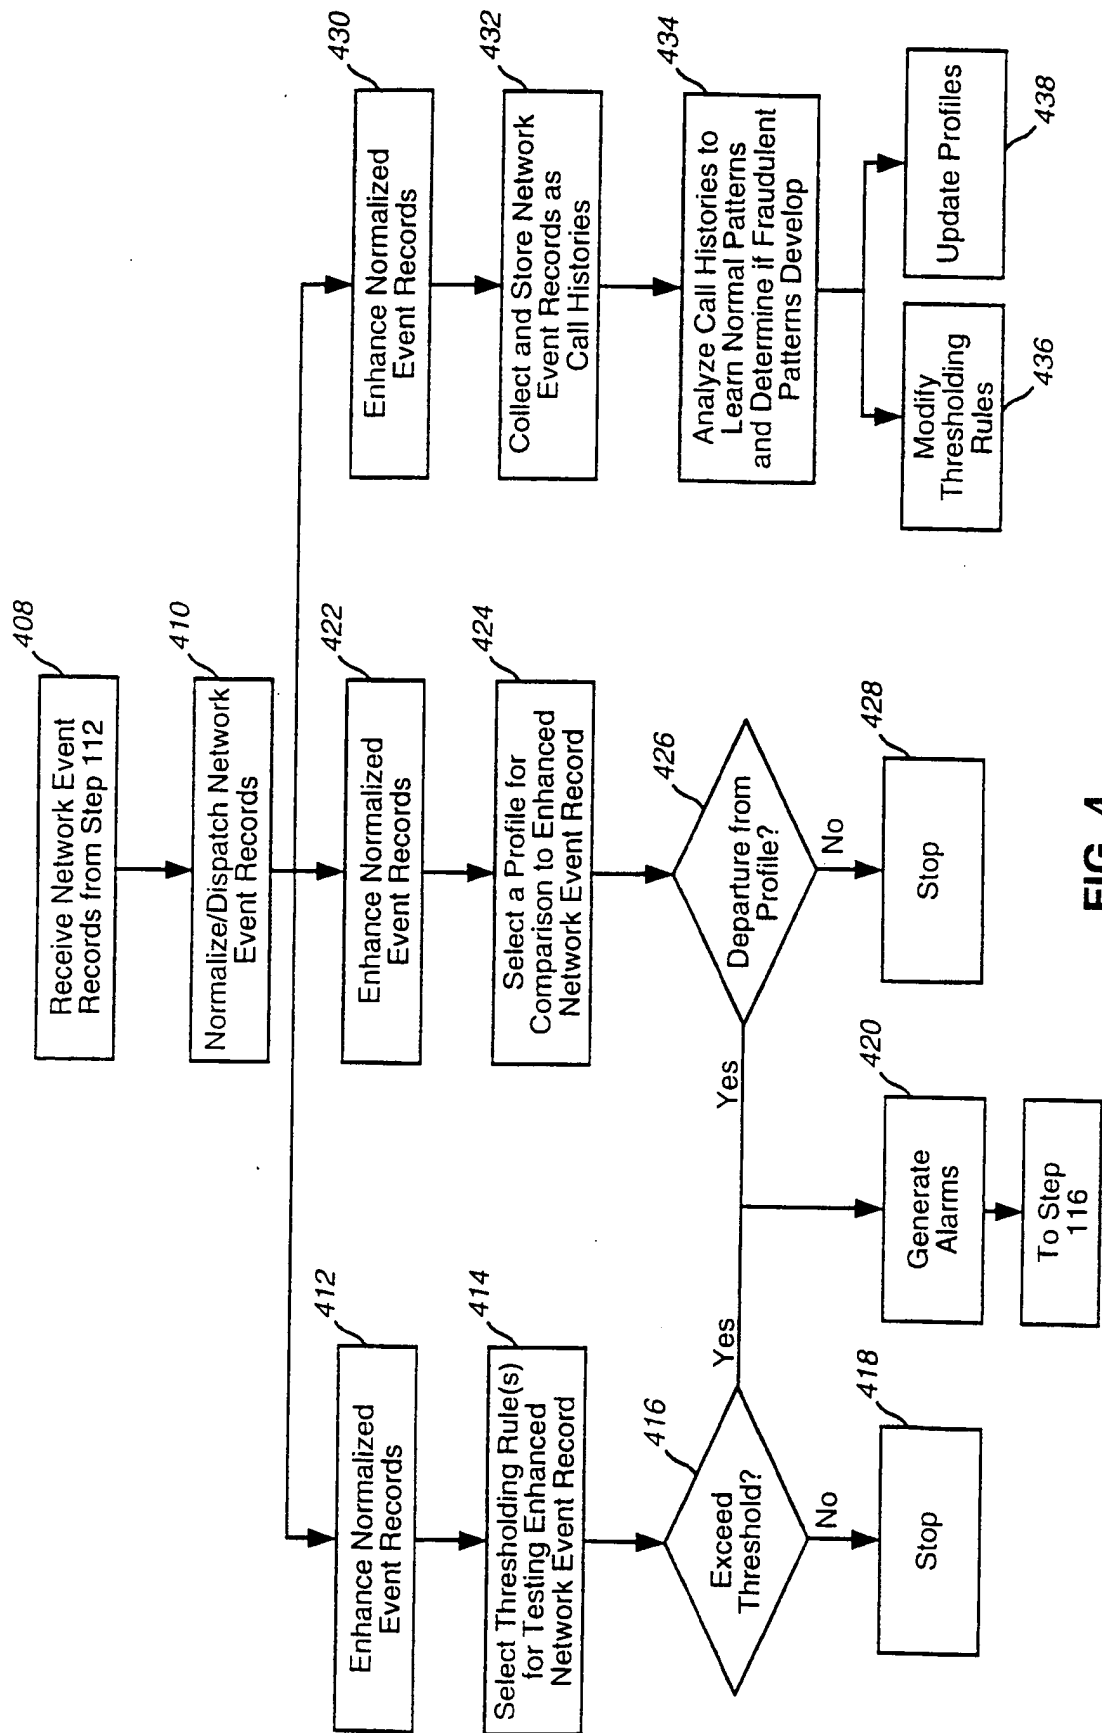 408
Receive Network Event
Records from Step 112
410
Normalize/Dispatch Network
Event Records
412
Enhance Normalized
Event Records
414
Select Thresholding Rule(s)
for Testing Enhanced
Network Event Record
416
Exceed
Threshold?
Yes
No
418
Stop
422
Enhance Normalized
Event Records
424
Select a Profile for
Comparison to Enhanced
Network Event Record
426
Departure from
Profile?
Yes
No
428
Stop
420
Generate
Alarms
To Step
116
430
Enhance Normalized
Event Records
432
Collect and Store Network
Event Records as
Call Histories
434
Analyze Call Histories to
Learn Normal Patterns
and Determine if Fraudulent
Patterns Develop
Modify
Thresholding
Rules
436
Update Profiles
438
FIG. 4